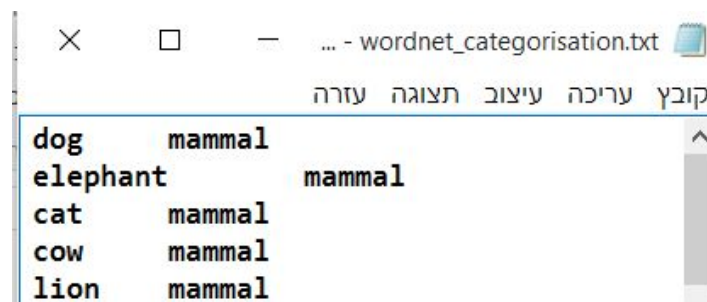 ... - wordnet_categorisation.txt
קובץ עריכה עיצוב תצוגה עזרה
dog	mammal
elephant	mammal
cat	mammal
cow	mammal
lion	mammal